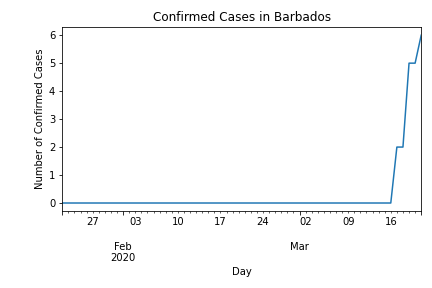 Confirmed Cases in Barbados
Number of Confirmed Cases
6
5
4
3
2
1
0
27 03 10 17 24 02 09 16
Feb Mar
2020
Day